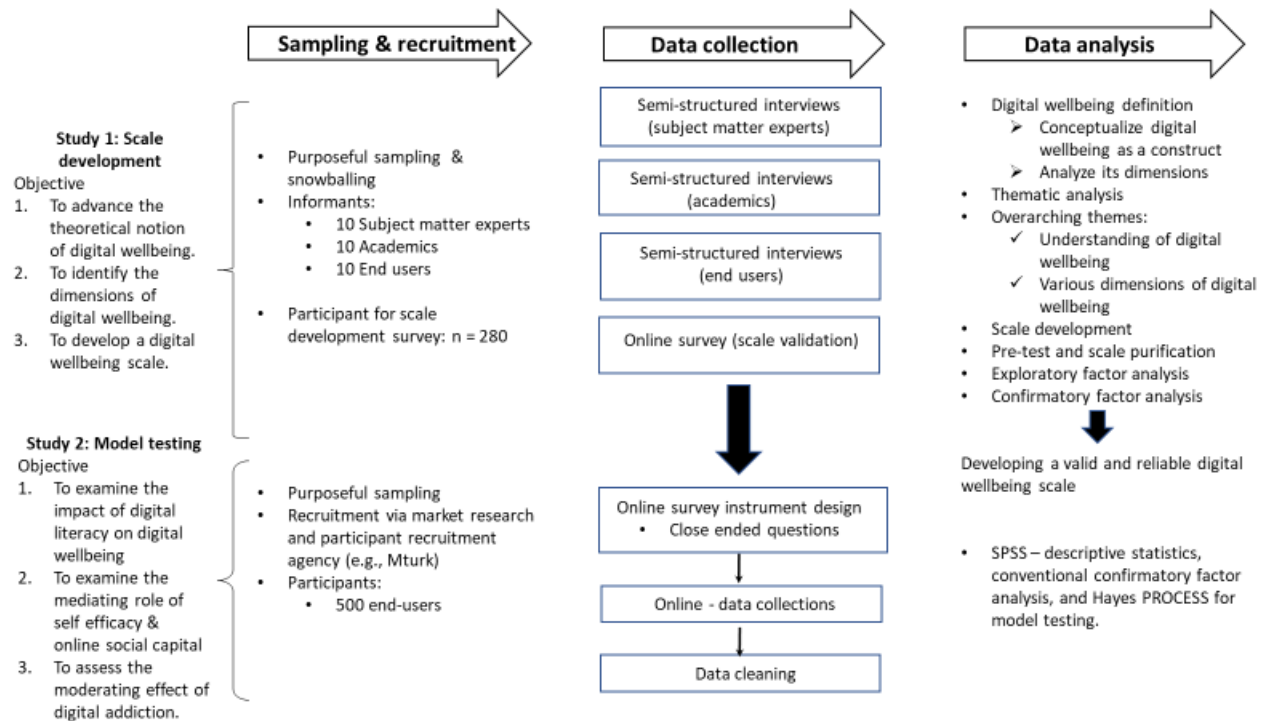 Sampling & recruitment
Data collection
Data analysis
Study 1: Scale
development
Objective
1. To advance the
theoretical notion
of digital wellbeing.
2. To identify the
dimensions of
digital wellbeing.
3. To develop a digital
wellbeing scale.
• Purposeful sampling &
snowballing
• Informants:
• 10 Subject matter experts
• 10 Academics
• 10 End users
• Participant for scale
development survey: n = 280
Semi-structured interviews
(subject matter experts)
Semi-structured interviews
(academics)
Semi-structured interviews
(end users)
Online survey (scale validation)
• Digital wellbeing definition
➢ Conceptualize digital
wellbeing as a construct
➢ Analyze its dimensions
• Thematic analysis
• Overarching themes:
✓ Understanding of digital
wellbeing
✓ Various dimensions of digital
wellbeing
• Scale development
• Pre-test and scale purification
• Exploratory factor analysis
• Confirmatory factor analysis
Developing a valid and reliable digital
wellbeing scale
Study 2: Model testing
Objective
1. To examine the
impact of digital
literacy on digital
wellbeing
2. To examine the
mediating role of
self efficacy &
online social capital
3. To assess the
moderating effect of
digital addiction.
• Purposeful sampling
• Recruitment via market research
and participant recruitment
agency (e.g., Mturk)
• Participants:
• 500 end-users
Online survey instrument design
• Close ended questions
Online - data collections
Data cleaning
• SPSS – descriptive statistics,
conventional confirmatory factor
analysis, and Hayes PROCESS for
model testing.